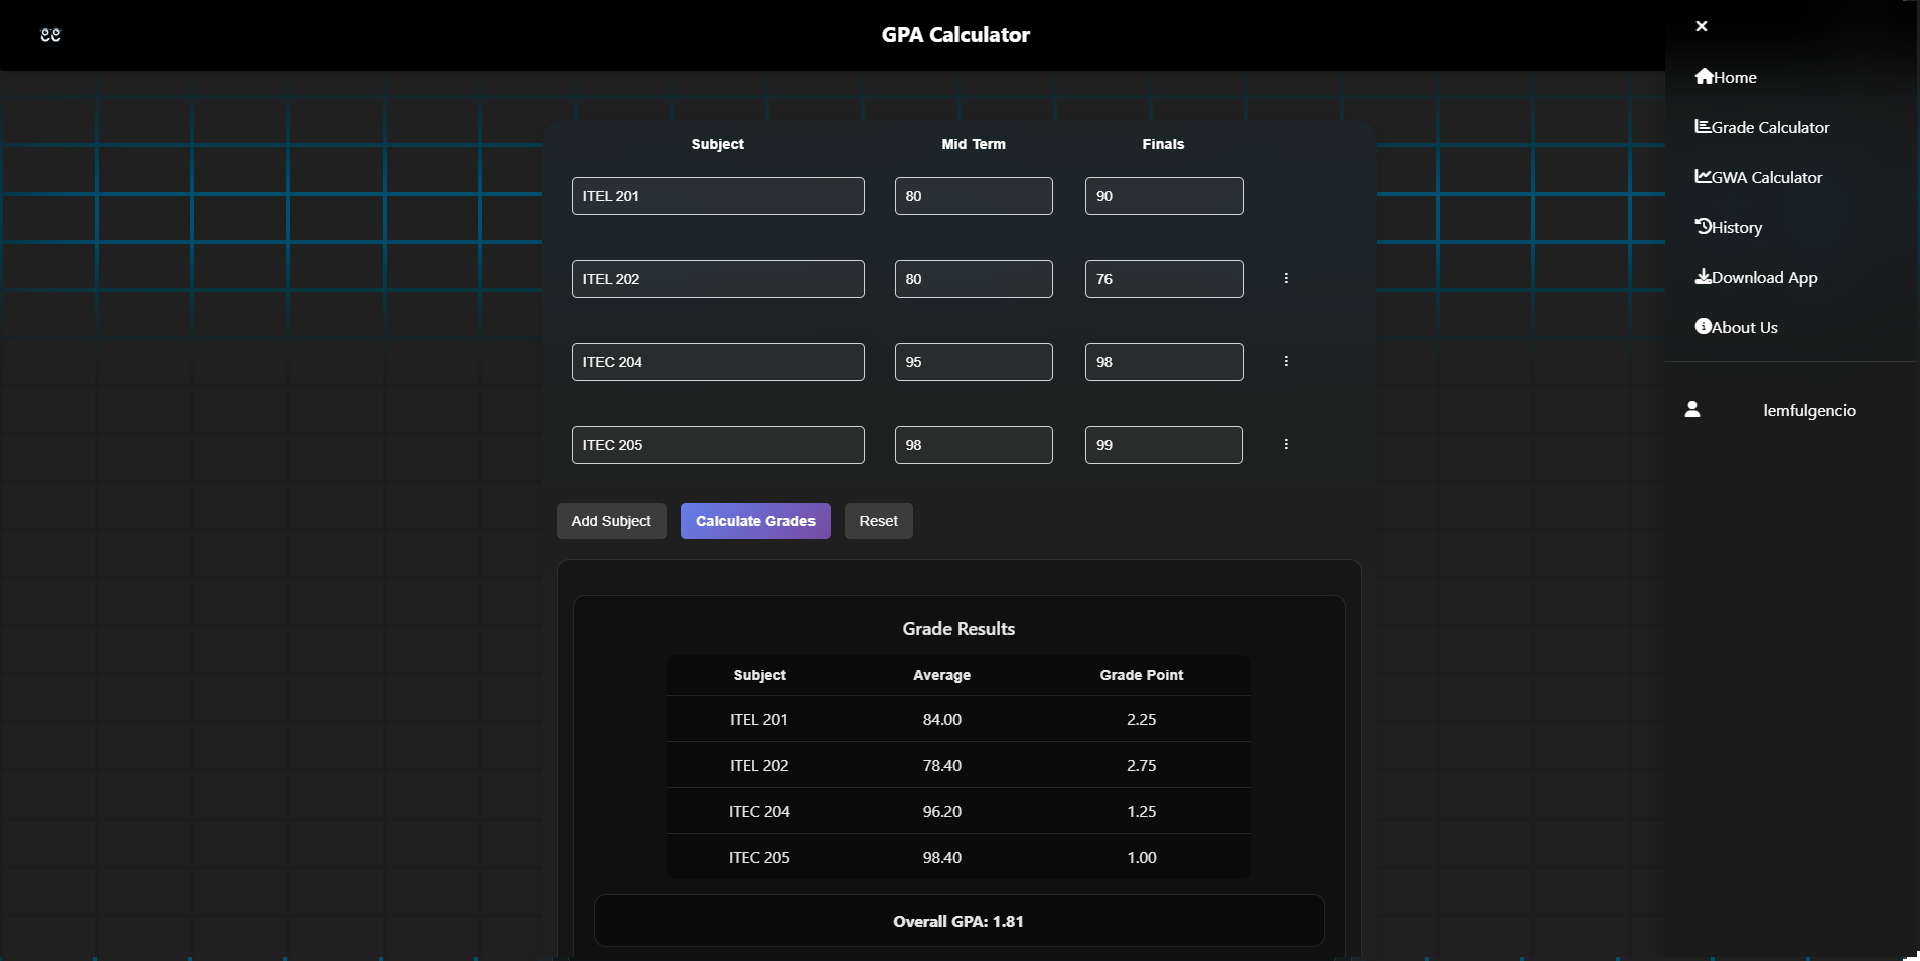 GPA Calculator
Home
Grade Calculator
GWA Calculator
History
Download App
About Us
lemfulgencio
Subject Mid Term Finals
ITEL 201 80 90
ITEL 202 80 76
ITEC 204 95 98
ITEC 205 98 99
Add Subject Calculate Grades Reset
Grade Results
Subject Average Grade Point
ITEL 201 84.00 2.25
ITEL 202 78.40 2.75
ITEC 204 96.20 1.25
ITEC 205 98.40 1.00
Overall GPA: 1.81